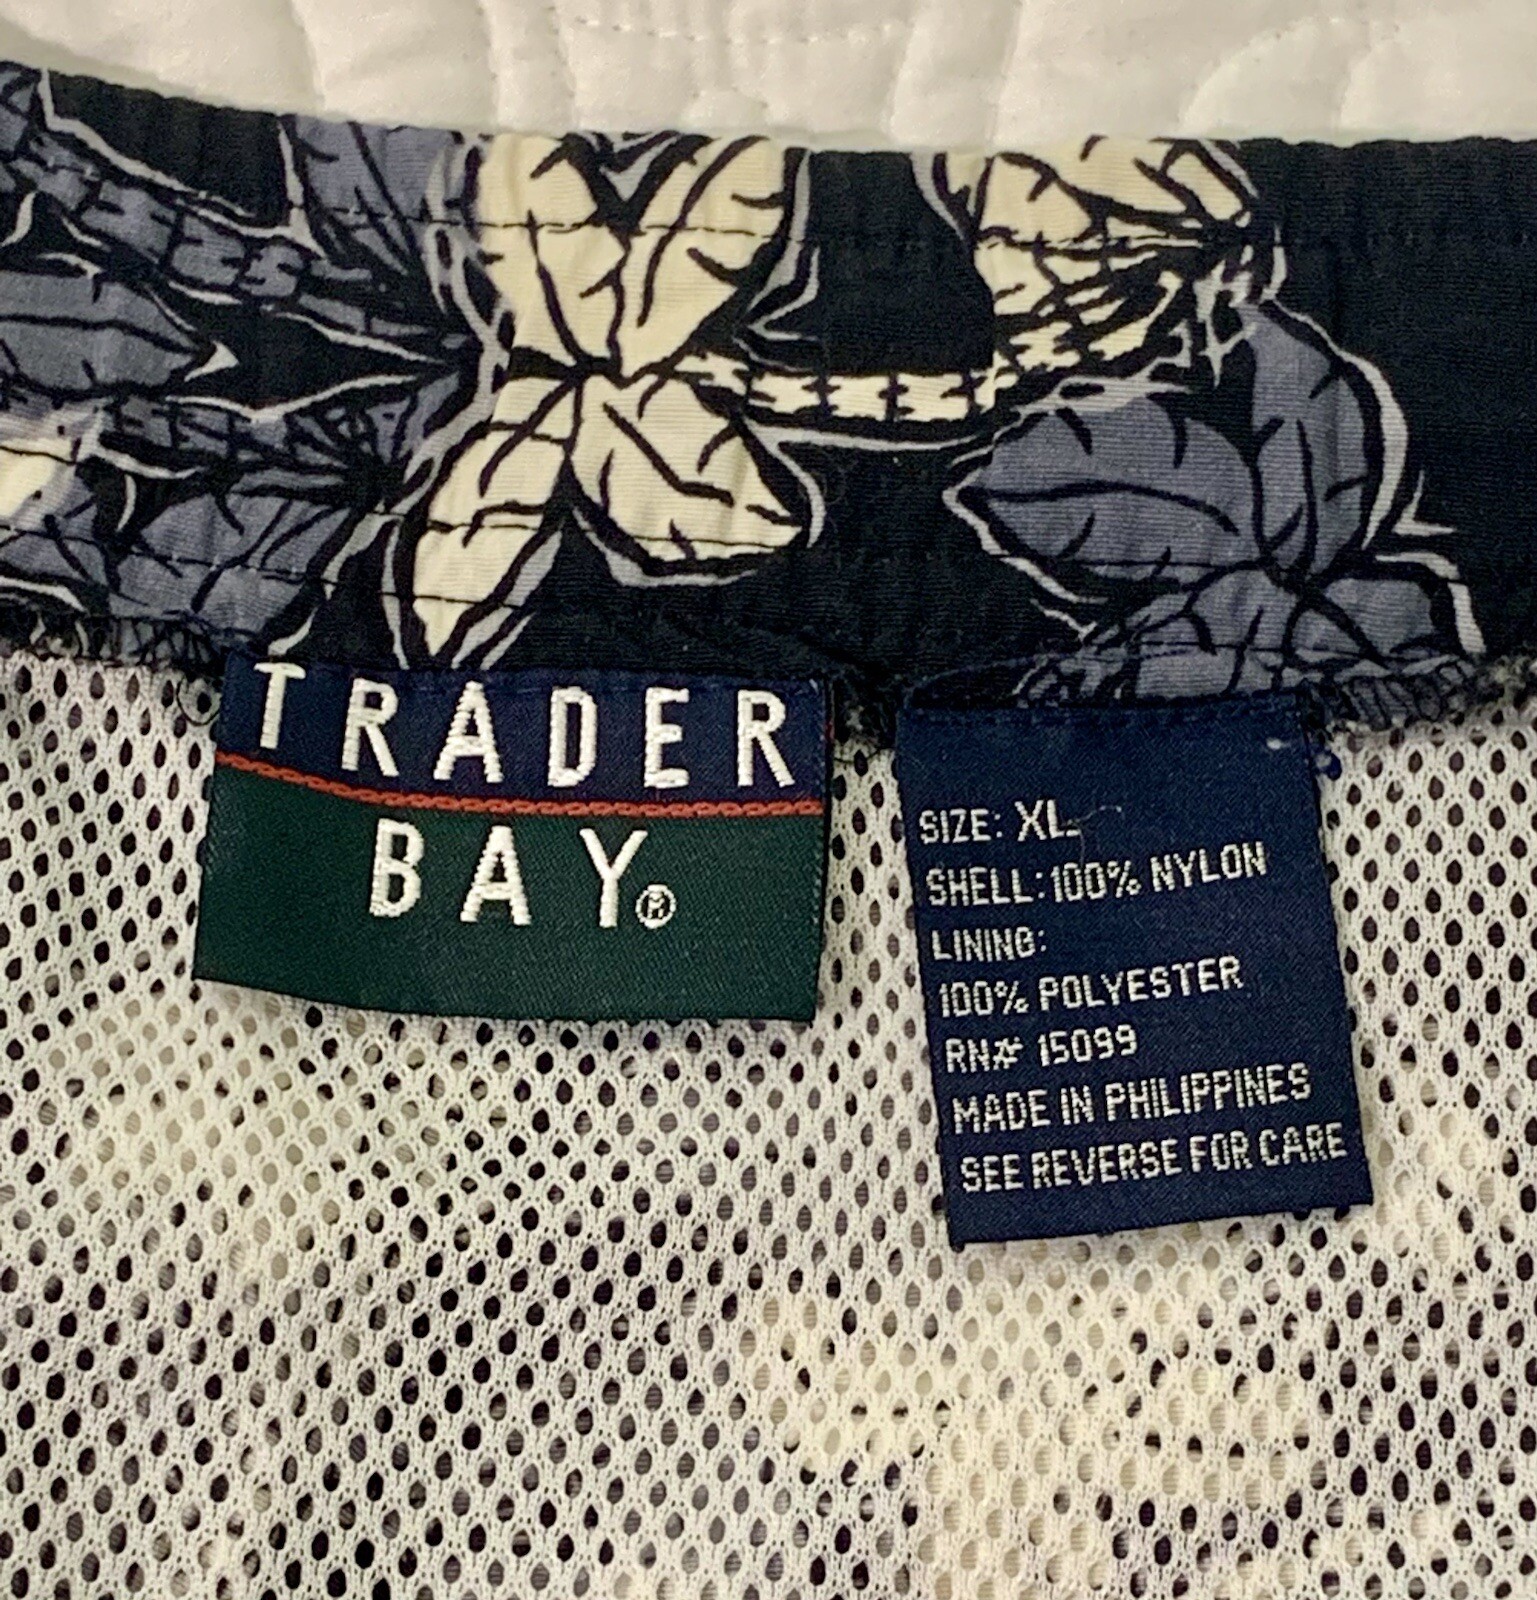 TRADER
BAY®
SIZE: XL
SHELL: 100% NYLON
LINING:
100% POLYESTER
RN# 15099
MADE IN PHILIPPINES
SEE REVERSE FOR CARE